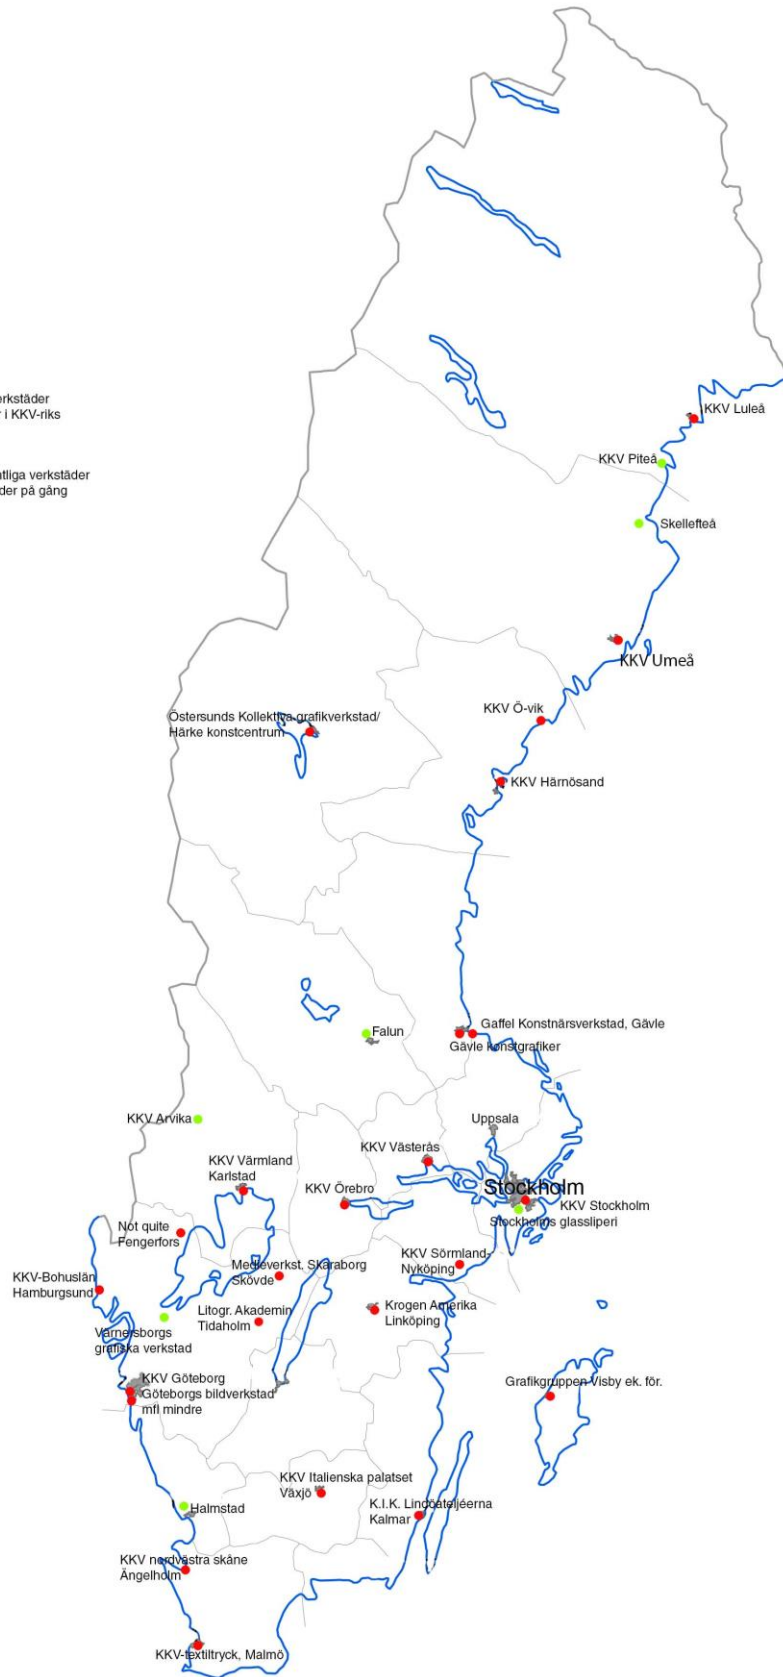 erkstäder
r i KKV-riks
KKV Luleå
KKV Piteå
ntliga verkstäder
der på gång
Skellefteå
KKV Umeå
KKV Ö-vik
Östersunds Kollektiva grafikverkstad/
Härke konstcentrum
KKV Härnösand
Gaffel Konstnärsverkstad, Gävle
Falun
Gävle konstgrafiker
KKV Arvika
Uppsala
KKV Västerås
KKV Värmland
Karlstad
KKV Örebro
Stockholm
KKV Stockholm
Stockholms glassliperi
Not quite
Fengerfors
KKV Sörmland-
Nyköping
Medieverkst. Skaraborg
Skövde
KKV-Bohuslän
Hamburgsund
Litogr. Akademin
Tidaholm
Krogen Amerika
Linköping
Värnersborgs
grafiska verkstad
KKV Göteborg
Göteborgs bildverkstad
mfl mindre
Grafikgruppen Visby ek. för.
KKV Italienska palatset
Växjö
K.I.K. Lindöateljéerna
Kalmar
Halmstad
KKV nordvästra skåne
Ängelholm
KKV-textiltryck, Malmö